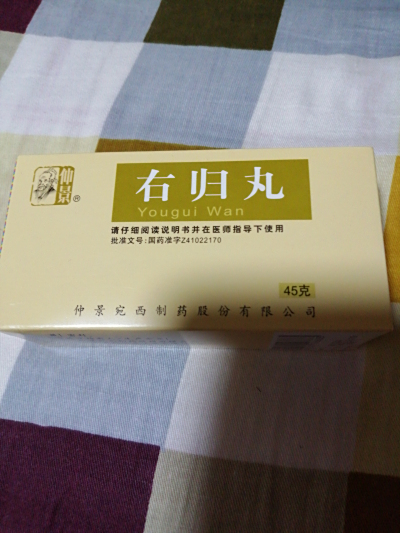 仙景®
右归丸
Yougui Wan
请仔细阅读说明书并在医师指导下使用
批准文号:国药准字Z41022170
45克
仲景宛西制药股份有限公司